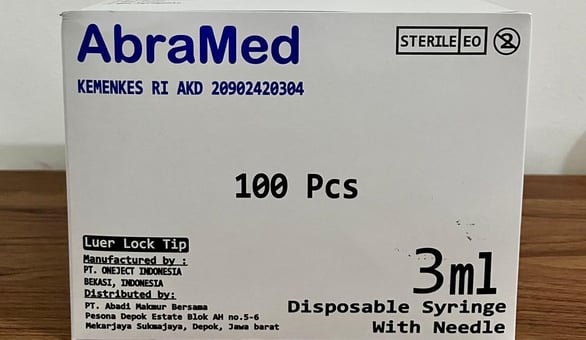 AbraMed
STERILE EO 2
KEMENKES RI AKD 20902420304
100 Pcs
Luer Lock Tip
Manufactured by :
PT. ONEJECT INDONESIA
BEKASI, INDONESIA
Distributed by:
PT. Abadi Makmur Bersama
Pesona Depok Estate Blok AH no.5-6
Mekarjaya Sukmajaya, Depok, Jawa barat
3ml
Disposable Syringe
With Needle